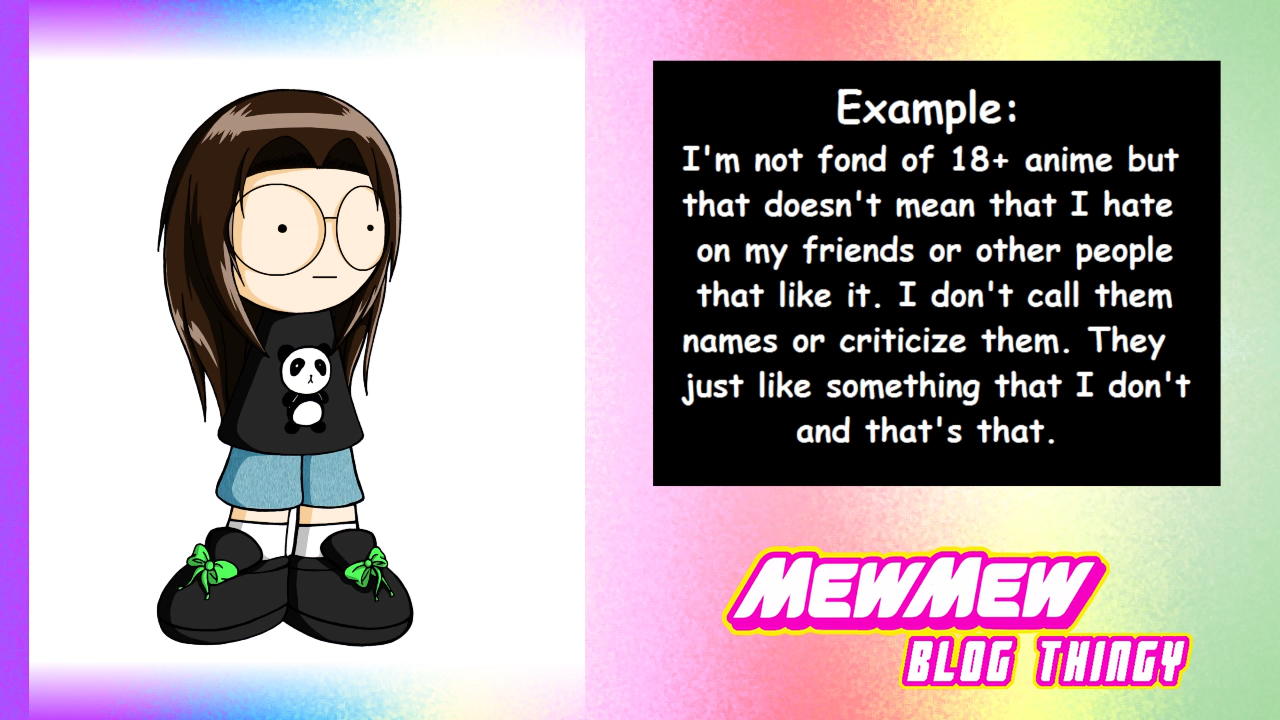 Example:
I'm not fond of 18+ anime but
that doesn't mean that I hate
on my friends or other people
that like it. I don't call them
names or criticize them. They
just like something that I don't
and that's that.
MEWMEW
BLOG THINGY